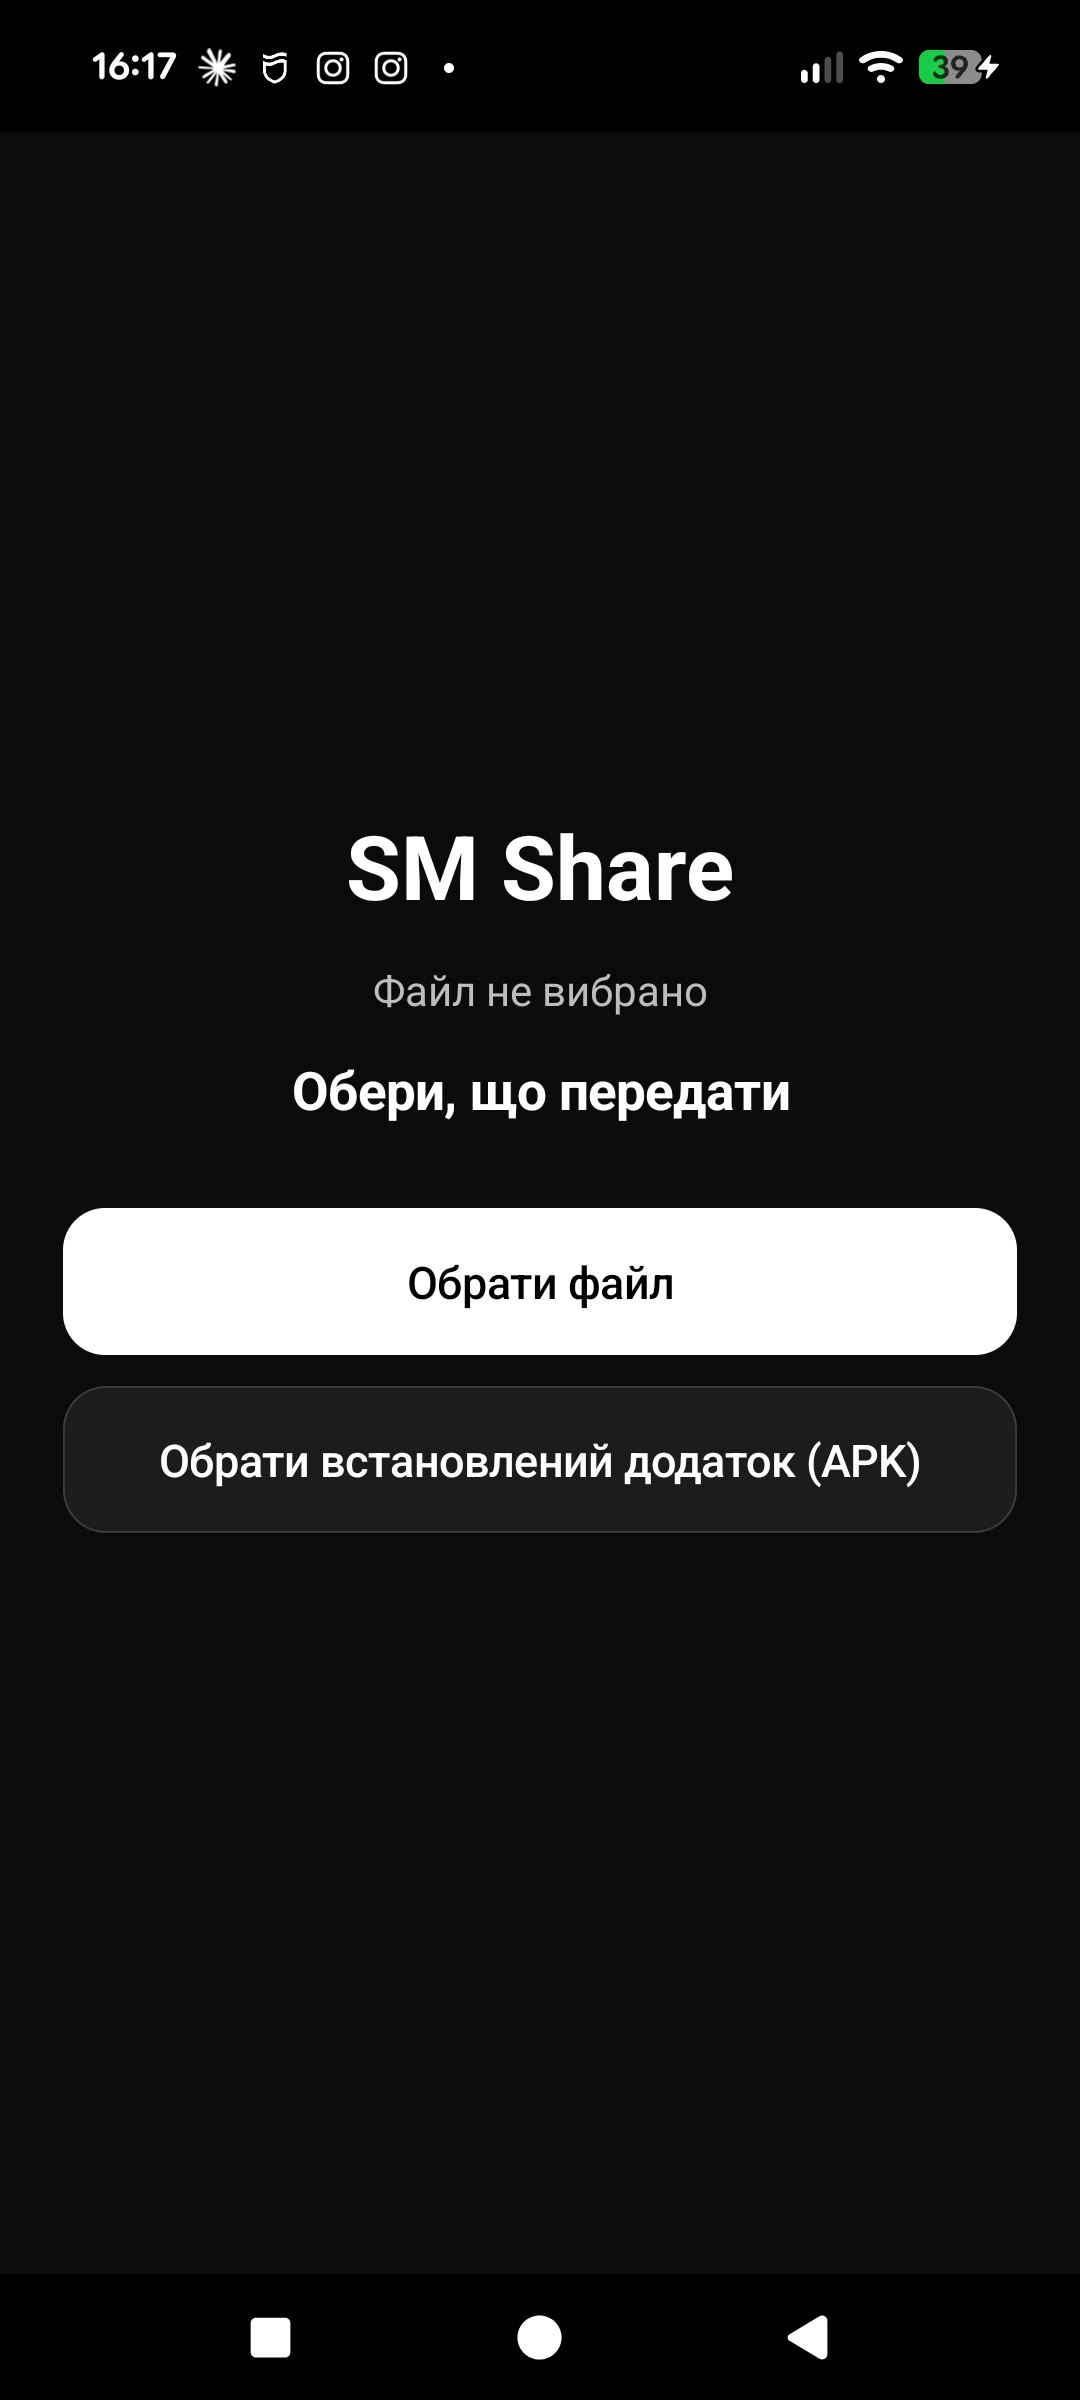 16:17
39
SM Share
Файл не вибрано
Обери, що передати
Обрати файл
Обрати встановлений додаток (APK)